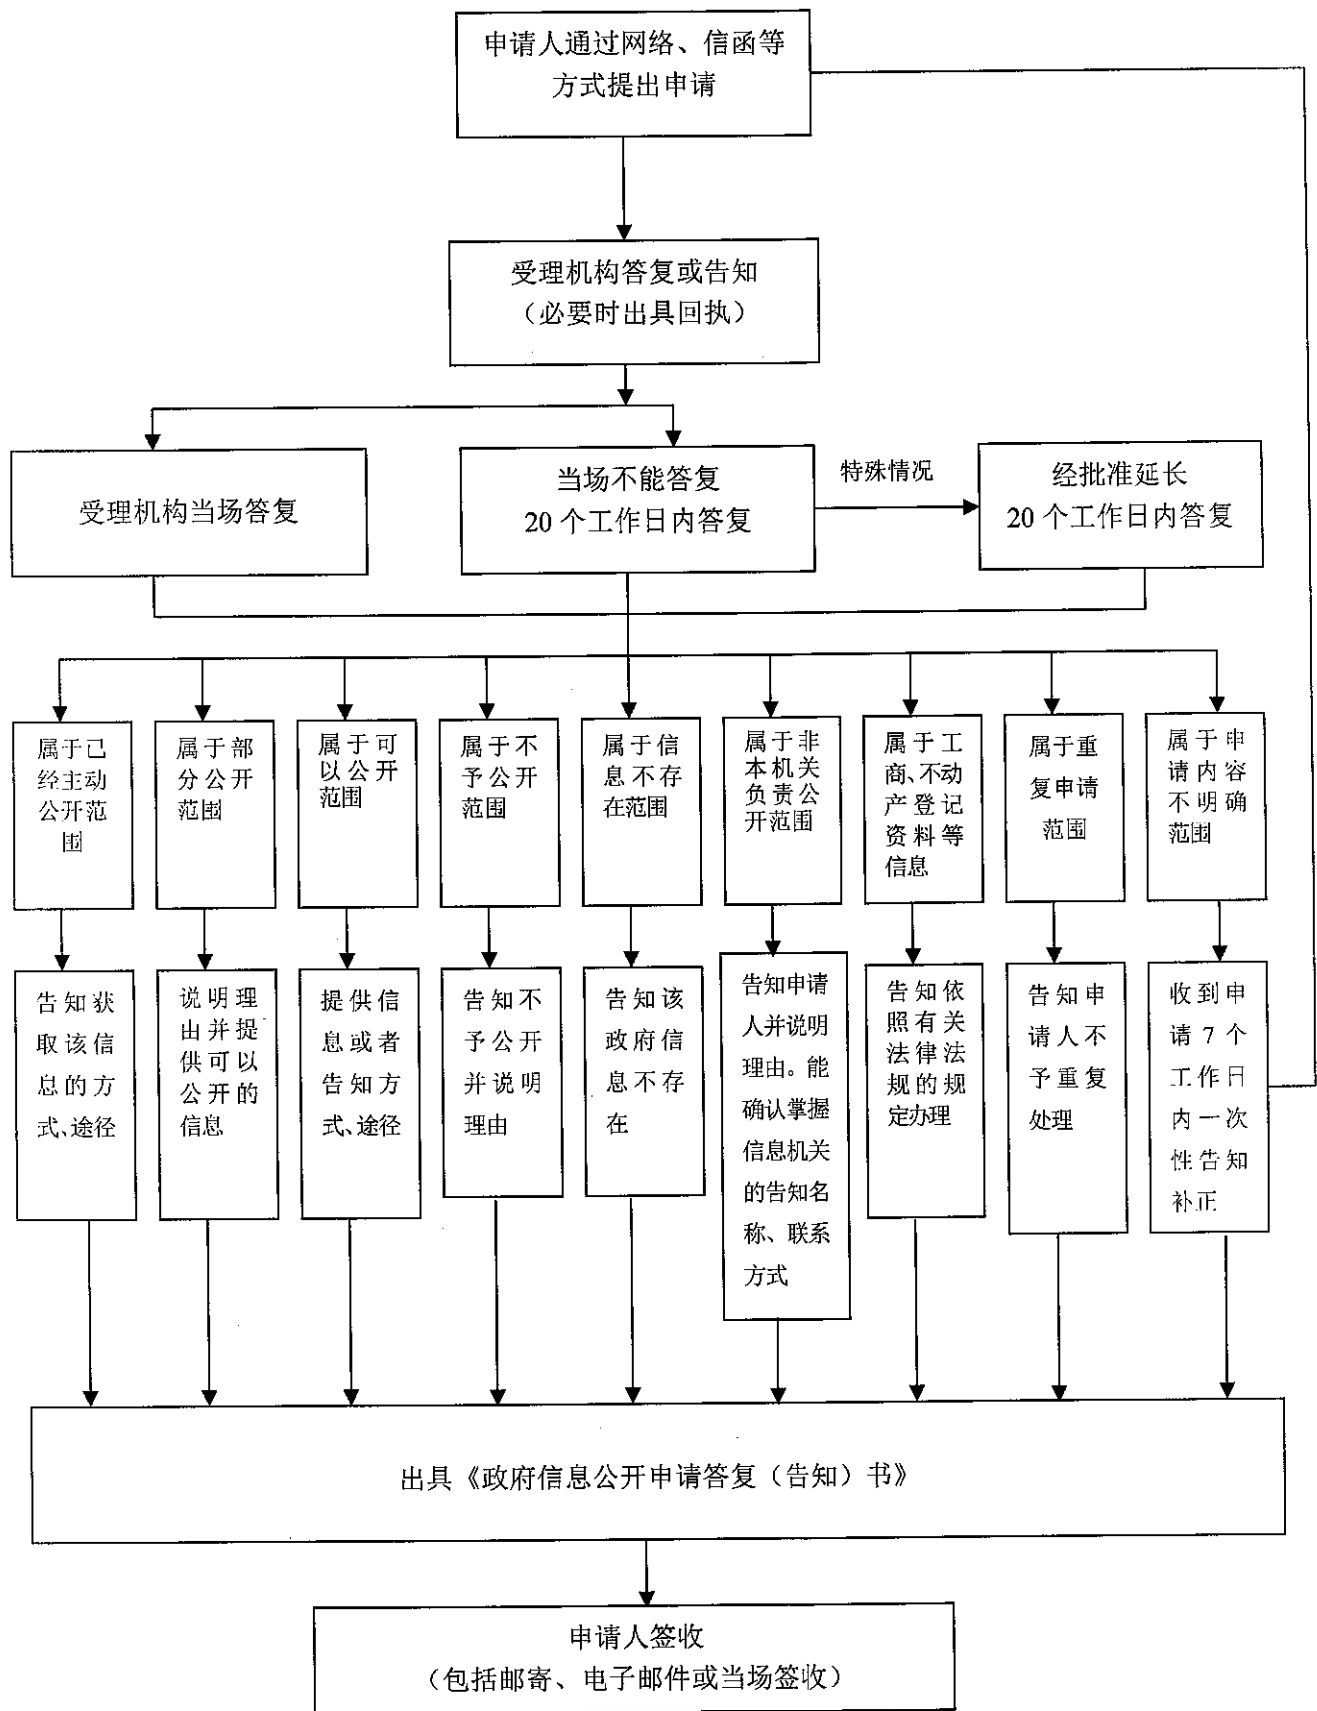 申请人通过网络、信函等
方式提出申请
受理机构答复或告知
（必要时出具回执）
受理机构当场答复
当场不能答复
20 个工作日内答复
特殊情况
经批准延长
20 个工作日内答复
属于己
经主动
公开范
围
属于部
分公开
范围
属于可
以公开
范围
属于不
予公开
范围
属于信
息不存
在范围
属于非
本机关
负责公
开范围
属于工
商、不动
产登记
资料等
信息
属于重
复申请
范围
属于申
请内容
不明确
范围
告知获
取该信
息的方
式、途径
说明理
由并提
供可以
公开的
信息
提供信
息或者
告知方
式、途径
告知不
予公开
并说明
理由
告知该
政府信
息不存
在
告知申请
人并说明
理由。能
确认掌握
信息机关
的告知名
称、联系
方式
告知依
照有关
法律法
规的规
定办理
告知申
请人不
予重复
处理
收到申
请 7 个
工作日
内一次
性告知
补正
出具《政府信息公开申请答复（告知）书》
申请人签收
（包括邮寄、电子邮件或当场签收）